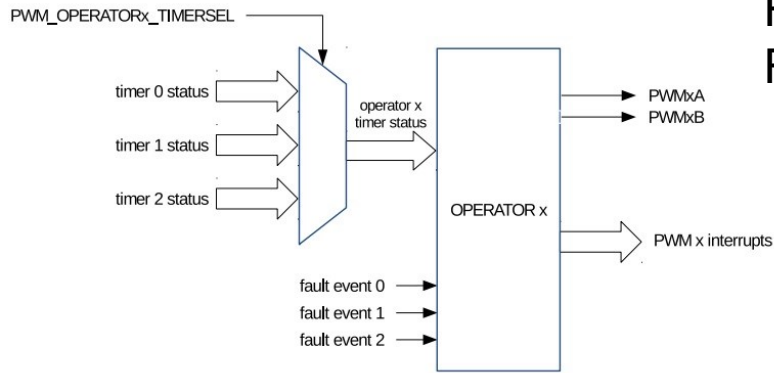 PWM_OPERATORx_TIMERSEL
timer 0 status
timer 1 status
timer 2 status
operator x
timer status
OPERATOR x
PWMxA
PWMxB
PWM x interrupts
fault event 0
fault event 1
fault event 2